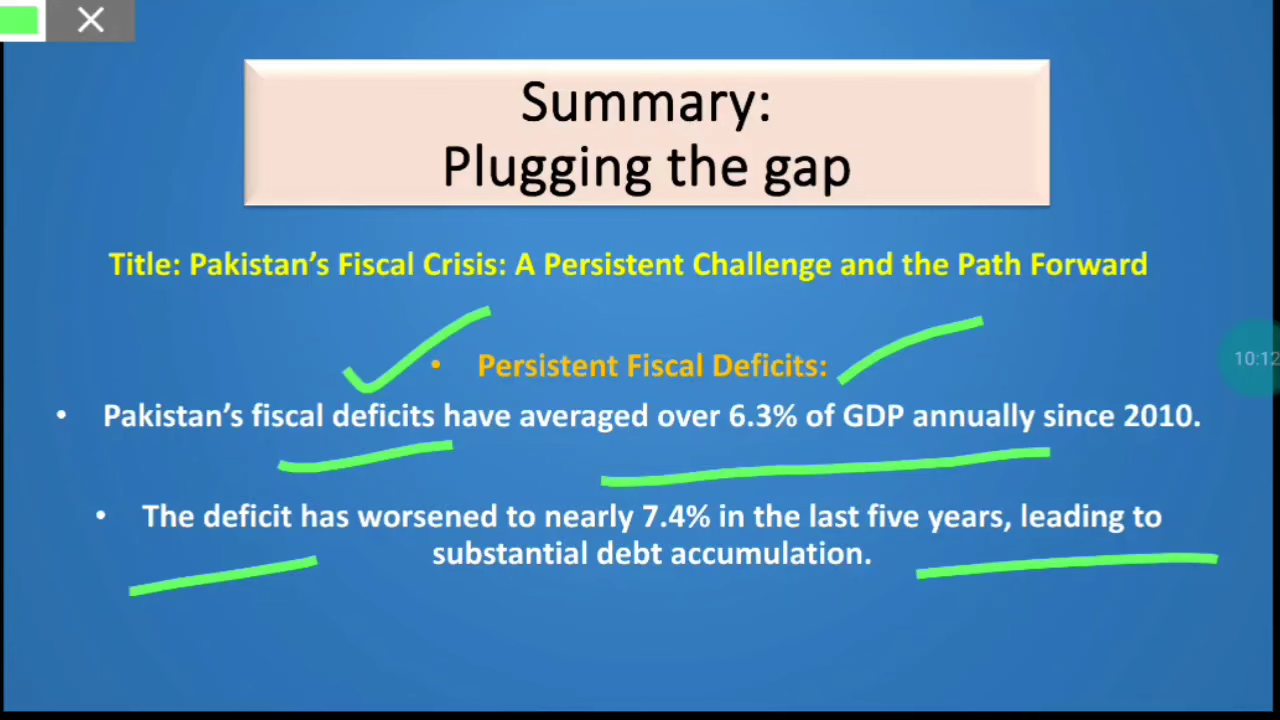 Summary:
Plugging the gap
Title: Pakistan’s Fiscal Crisis: A Persistent Challenge and the Path Forward
• Persistent Fiscal Deficits:
• Pakistan’s fiscal deficits have averaged over 6.3% of GDP annually since 2010.
• The deficit has worsened to nearly 7.4% in the last five years, leading to
substantial debt accumulation.
10:12